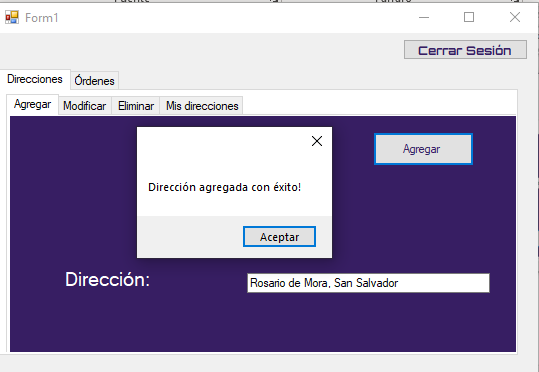 Form1
Cerrar Sesión
Direcciones Órdenes
Agregar Modificar Eliminar Mis direcciones
Agregar
Dirección agregada con éxito!
Aceptar
Dirección:
Rosario de Mora, San Salvador